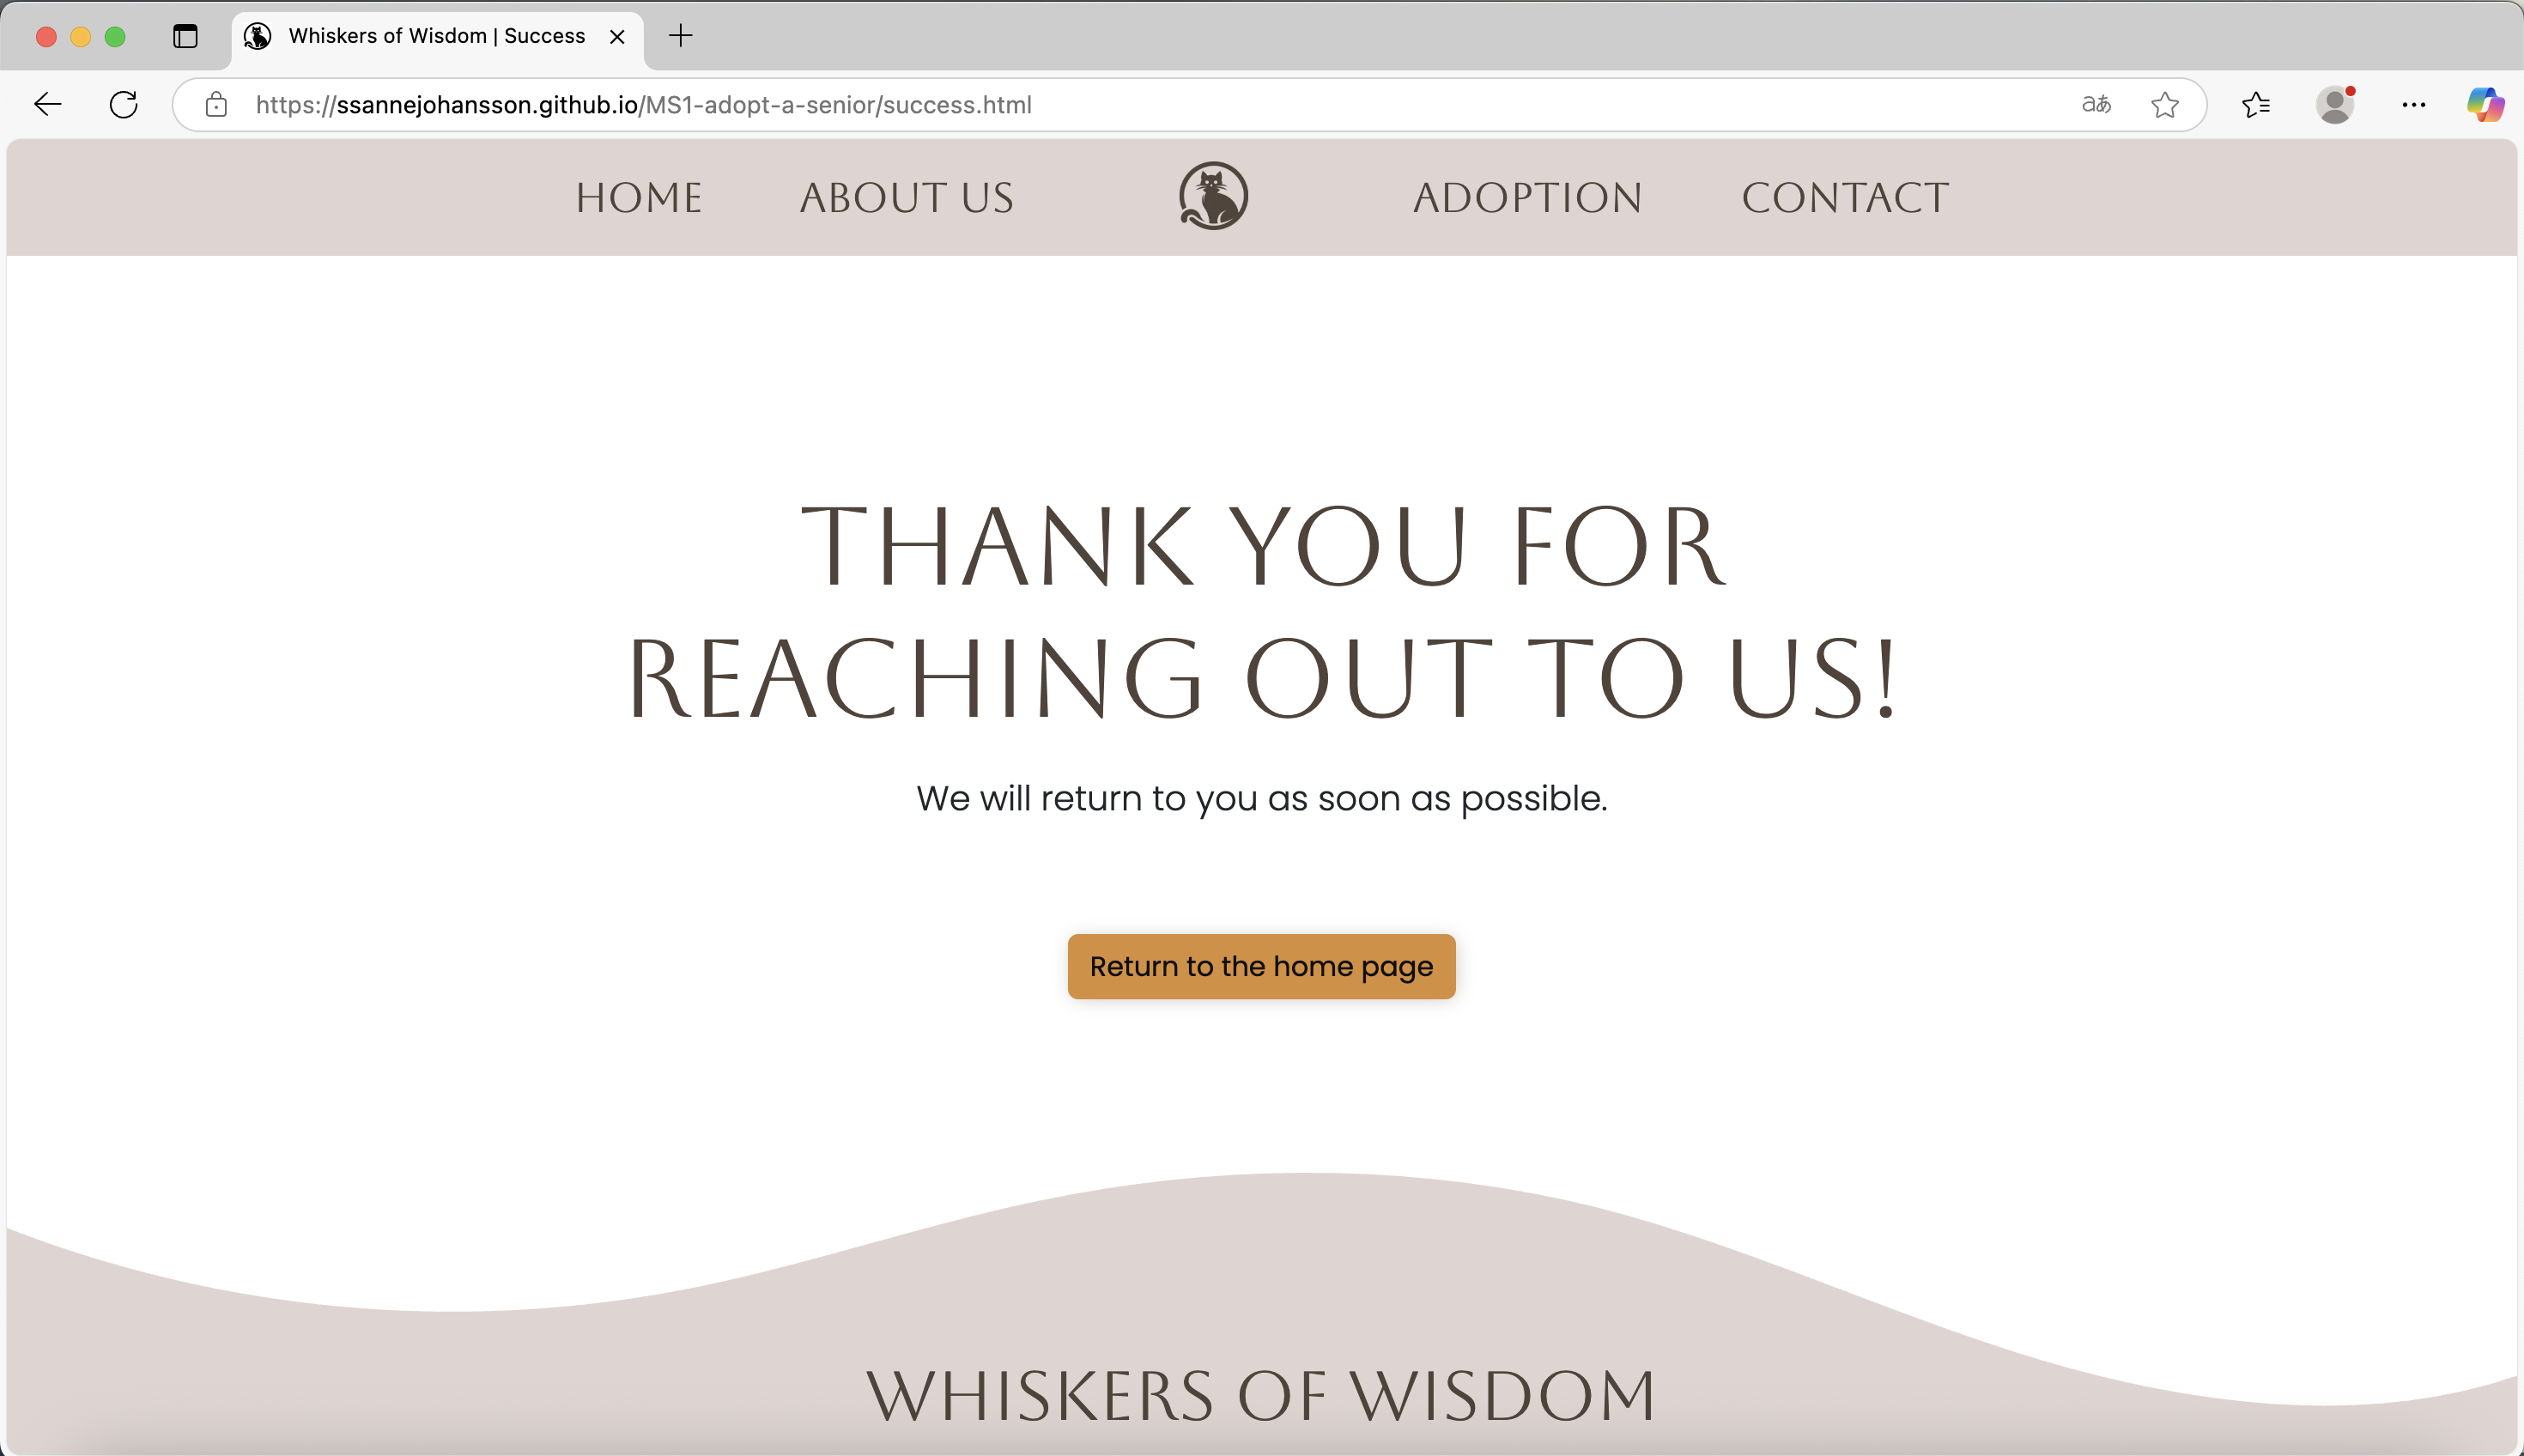 Whiskers of Wisdom | Success
https://ssannejohansson.github.io/MS1-adopt-a-senior/success.html
aあ
HOME ABOUT US ADOPTION CONTACT
THANK YOU FOR
REACHING OUT TO US!
We will return to you as soon as possible.
Return to the home page
WHISKERS OF WISDOM